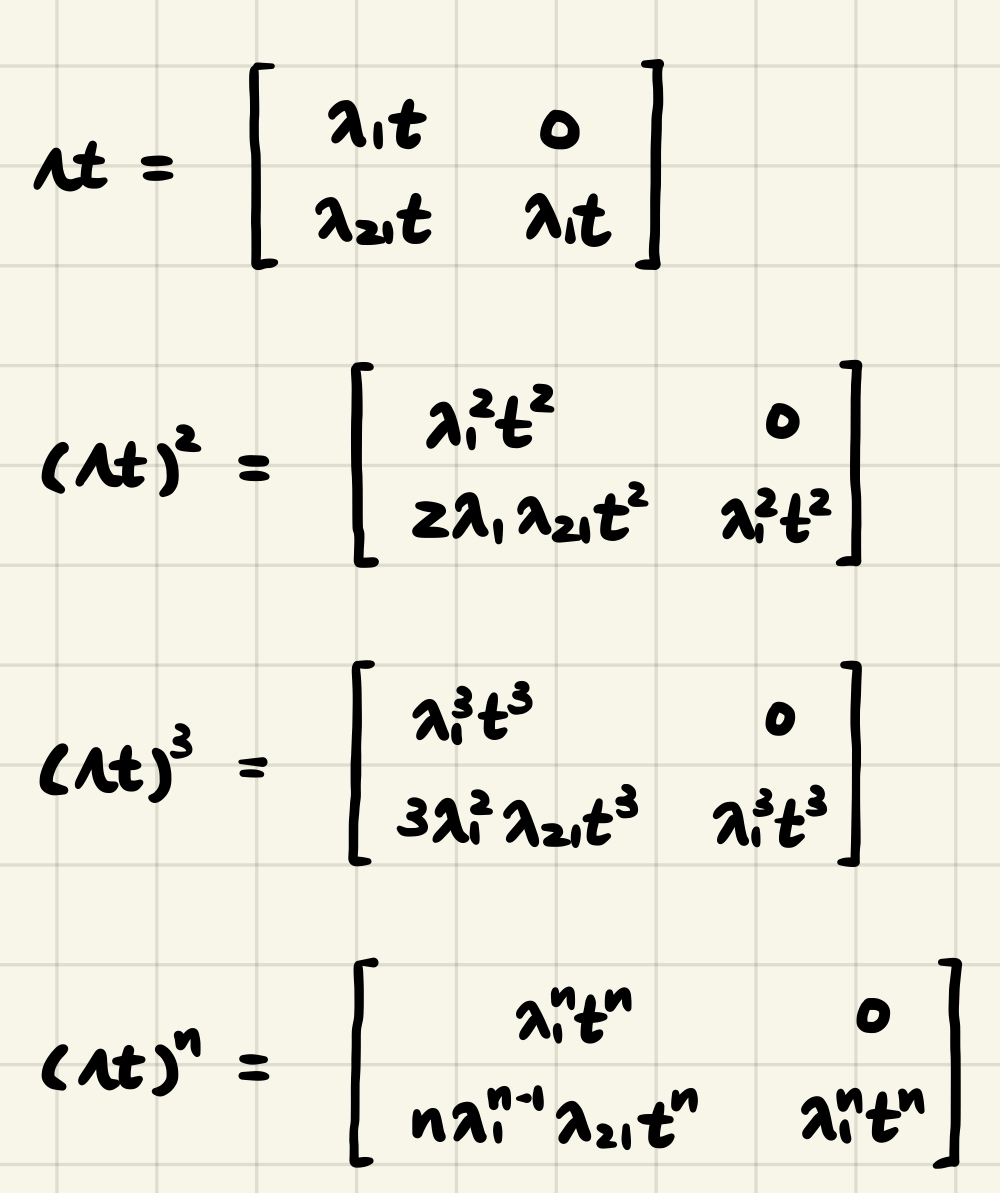 Λt = [ λ₁t 0 ; λ₂₁t λ₁t ]
(Λt)² = [ λ₁²t² 0 ; 2λ₁λ₂₁t² λ₁²t² ]
(Λt)³ = [ λ₁³t³ 0 ; 3λ₁²λ₂₁t³ λ₁³t³ ]
(Λt)ⁿ = [ λ₁ⁿtⁿ 0 ; nλ₁ⁿ⁻¹λ₂₁tⁿ λ₁ⁿtⁿ ]